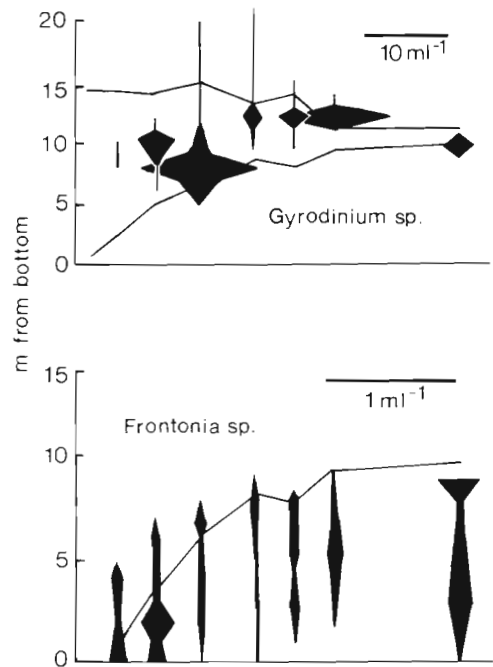 20
10 ml⁻¹
15
10
5
Gyrodinium sp.
0
m from bottom
15
1 ml⁻¹
Frontonia sp.
10
5
0